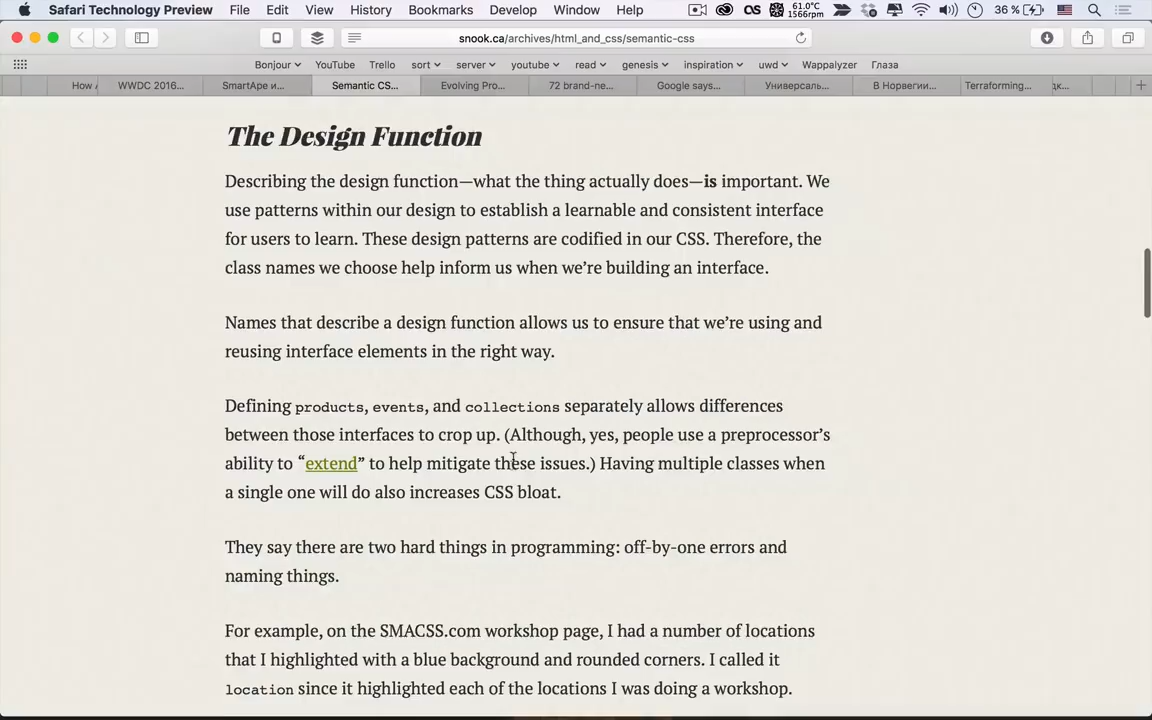 Safari Technology Preview File Edit View History Bookmarks Develop Window Help 61.0°C 1566rpm 36 %
snook.ca/archives/html_and_css/semantic-css
Bonjour YouTube Trello sort server youtube read genesis inspiration uwd Wappalyzer Глаза
How WWDC 2016... SmartApe и... Semantic CS... Evolving Pro... 72 brand-ne... Google says... Универсаль... В Норвегии... Terraforming...
The Design Function
Describing the design function—what the thing actually does—is important. We
use patterns within our design to establish a learnable and consistent interface
for users to learn. These design patterns are codified in our CSS. Therefore, the
class names we choose help inform us when we’re building an interface.
Names that describe a design function allows us to ensure that we’re using and
reusing interface elements in the right way.
Defining products, events, and collections separately allows differences
between those interfaces to crop up. (Although, yes, people use a preprocessor’s
ability to “extend” to help mitigate these issues.) Having multiple classes when
a single one will do also increases CSS bloat.
They say there are two hard things in programming: off-by-one errors and
naming things.
For example, on the SMACSS.com workshop page, I had a number of locations
that I highlighted with a blue background and rounded corners. I called it
location since it highlighted each of the locations I was doing a workshop.